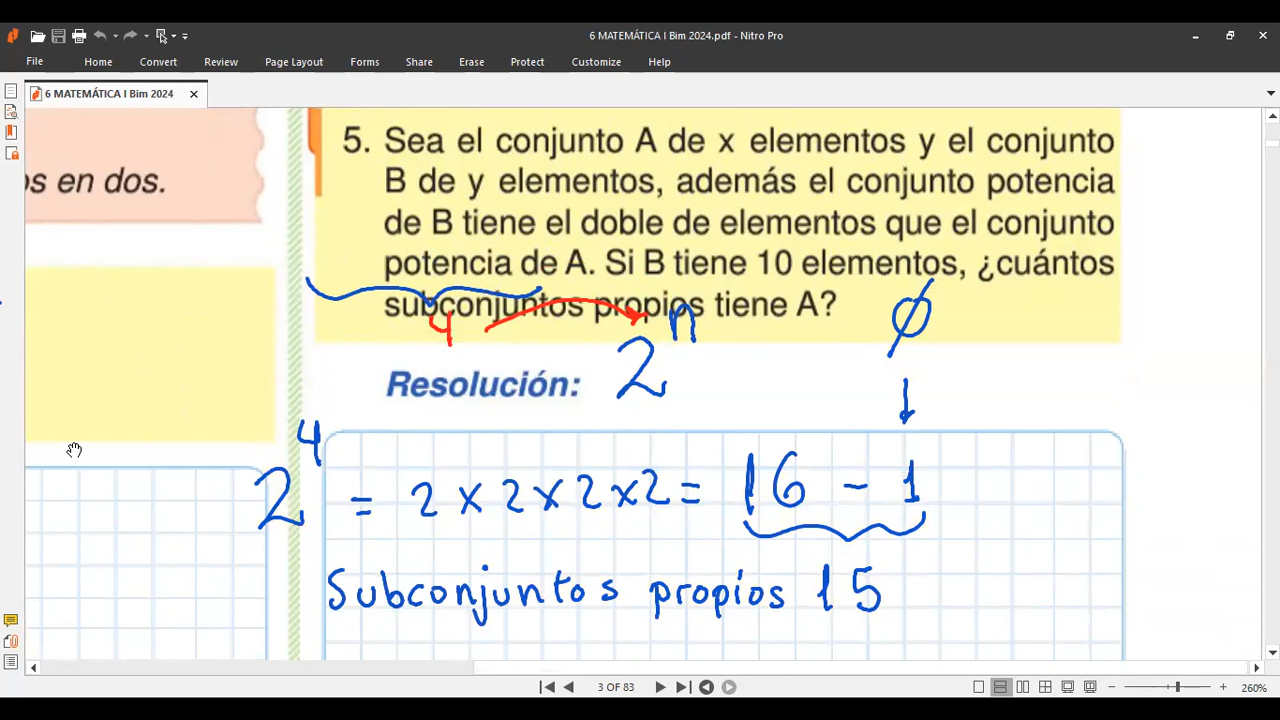 6 MATEMÁTICA I Bim 2024.pdf - Nitro Pro
File Home Convert Review Page Layout Forms Share Erase Protect Customize Help
6 MATEMÁTICA I Bim 2024
os en dos.
5. Sea el conjunto A de x elementos y el conjunto
B de y elementos, además el conjunto potencia
de B tiene el doble de elementos que el conjunto
potencia de A. Si B tiene 10 elementos, ¿cuántos
subconjuntos propios tiene A?
4
2ⁿ
∅
Resolución:
2⁴ = 2 x 2 x 2 x 2 = 16 - 1
Subconjuntos propios 15
3 OF 83
260%